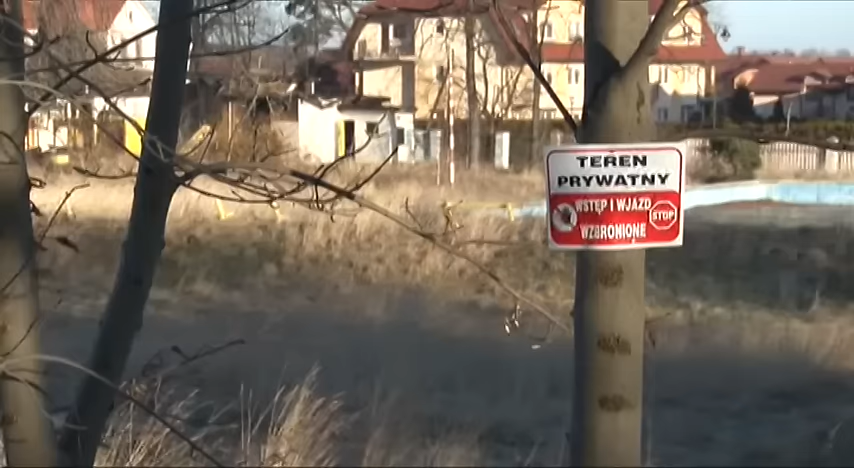 TEREN
PRYWATNY
WSTĘP i WJAZD
WZBRONIONE!
STOP